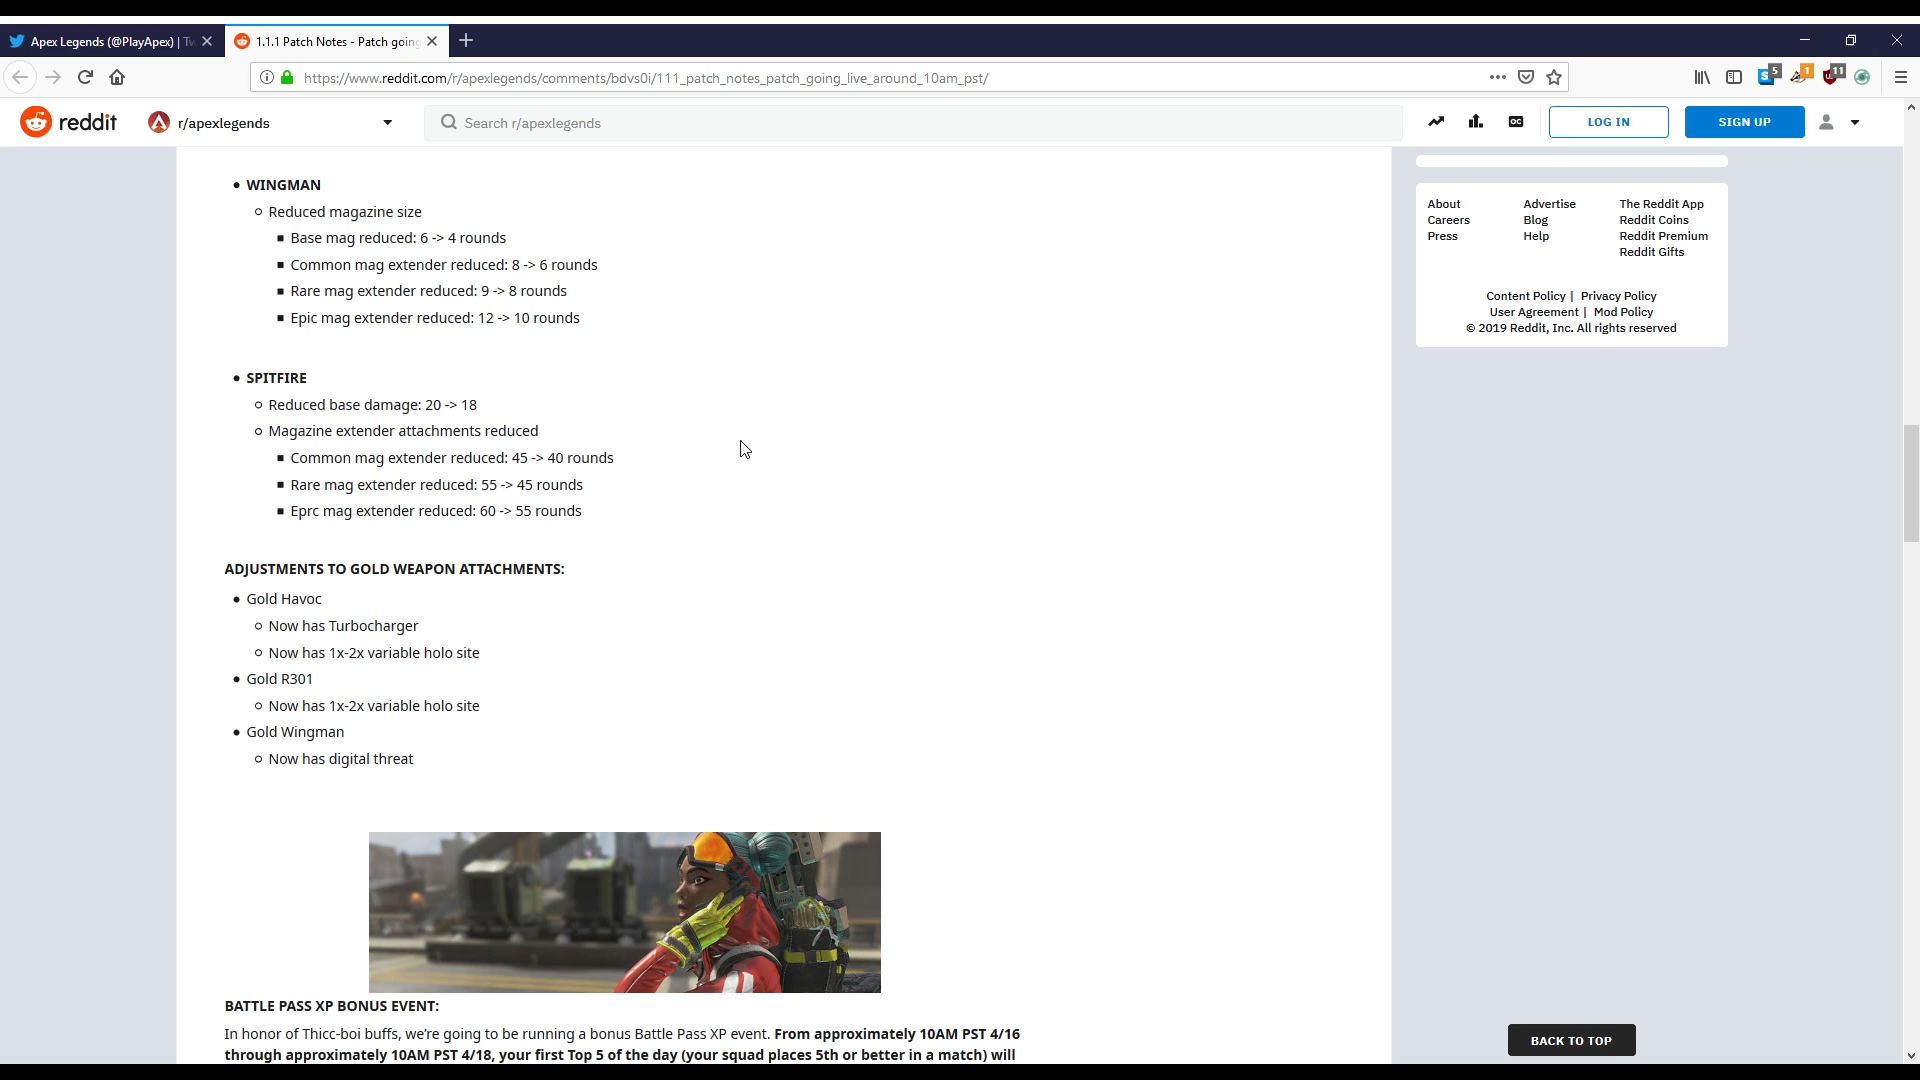 Apex Legends (@PlayApex) | Tw
1.1.1 Patch Notes - Patch going
https://www.reddit.com/r/apexlegends/comments/bdvs0i/111_patch_notes_patch_going_live_around_10am_pst/
5
1
11
reddit
r/apexlegends
Search r/apexlegends
LOG IN
SIGN UP
• WINGMAN
Reduced magazine size
Base mag reduced: 6 -> 4 rounds
Common mag extender reduced: 8 -> 6 rounds
Rare mag extender reduced: 9 -> 8 rounds
Epic mag extender reduced: 12 -> 10 rounds
• SPITFIRE
Reduced base damage: 20 -> 18
Magazine extender attachments reduced
Common mag extender reduced: 45 -> 40 rounds
Rare mag extender reduced: 55 -> 45 rounds
Eprc mag extender reduced: 60 -> 55 rounds
ADJUSTMENTS TO GOLD WEAPON ATTACHMENTS:
• Gold Havoc
Now has Turbocharger
Now has 1x-2x variable holo site
• Gold R301
Now has 1x-2x variable holo site
• Gold Wingman
Now has digital threat
BATTLE PASS XP BONUS EVENT:
In honor of Thicc-boi buffs, we're going to be running a bonus Battle Pass XP event. From approximately 10AM PST 4/16
through approximately 10AM PST 4/18, your first Top 5 of the day (your squad places 5th or better in a match) will
About Advertise The Reddit App
Careers Blog Reddit Coins
Press Help Reddit Premium
Reddit Gifts
Content Policy | Privacy Policy
User Agreement | Mod Policy
© 2019 Reddit, Inc. All rights reserved
BACK TO TOP